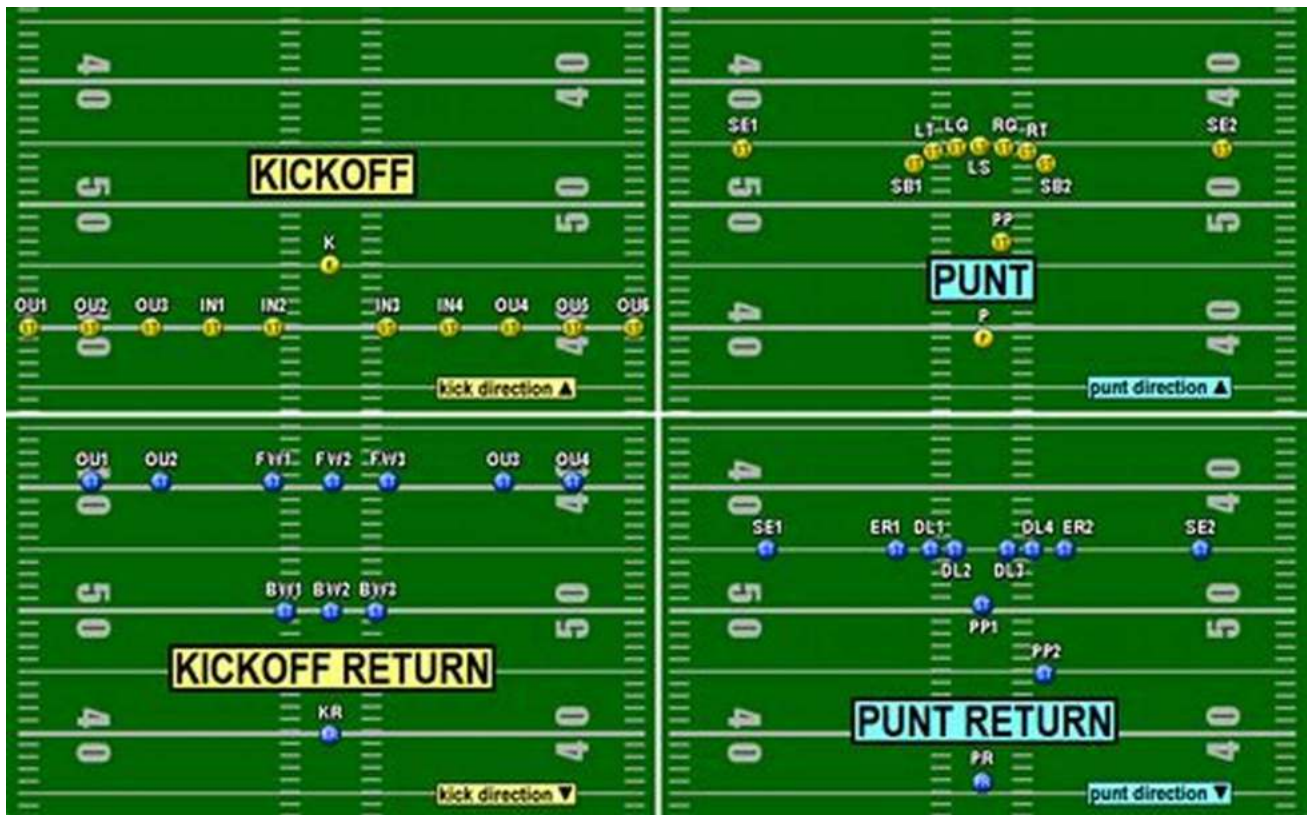 40 40
KICKOFF
50 50
K
OU1 OU2 OU3 IN1 IN2 IN3 IN4 OU4 OU5 OU6
40 40
kick direction ▲
40 40
SE1 LT LG RG RT SE2
LS
SB1 SB2
50 50
PP
PUNT
P
40 40
punt direction ▲
OU1 OU2 FW1 FW2 FW3 OU3 OU4
40 40
BW1 BW2 BW3
50 50
KICKOFF RETURN
KR
40 40
kick direction ▼
40 40
SE1 ER1 DL1 DL4 ER2 SE2
DL2 DL3
50 50
PP1
PP2
PUNT RETURN
40 40
PR
punt direction ▼